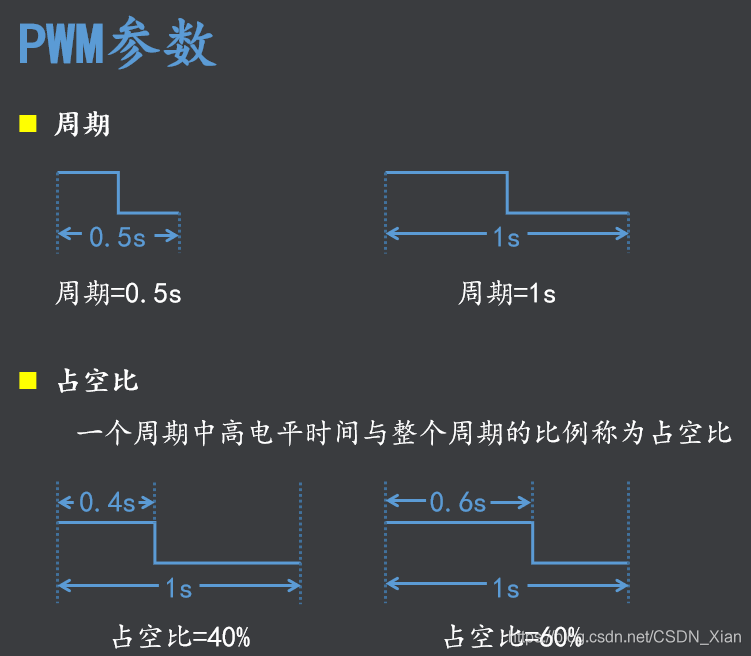 PWM参数
周期
0.5s
1s
周期=0.5s
周期=1s
占空比
一个周期中高电平时间与整个周期的比例称为占空比
0.4s
0.6s
1s
1s
占空比=40%
占空比=60%
https://blog.csdn.net/CSDN_Xian